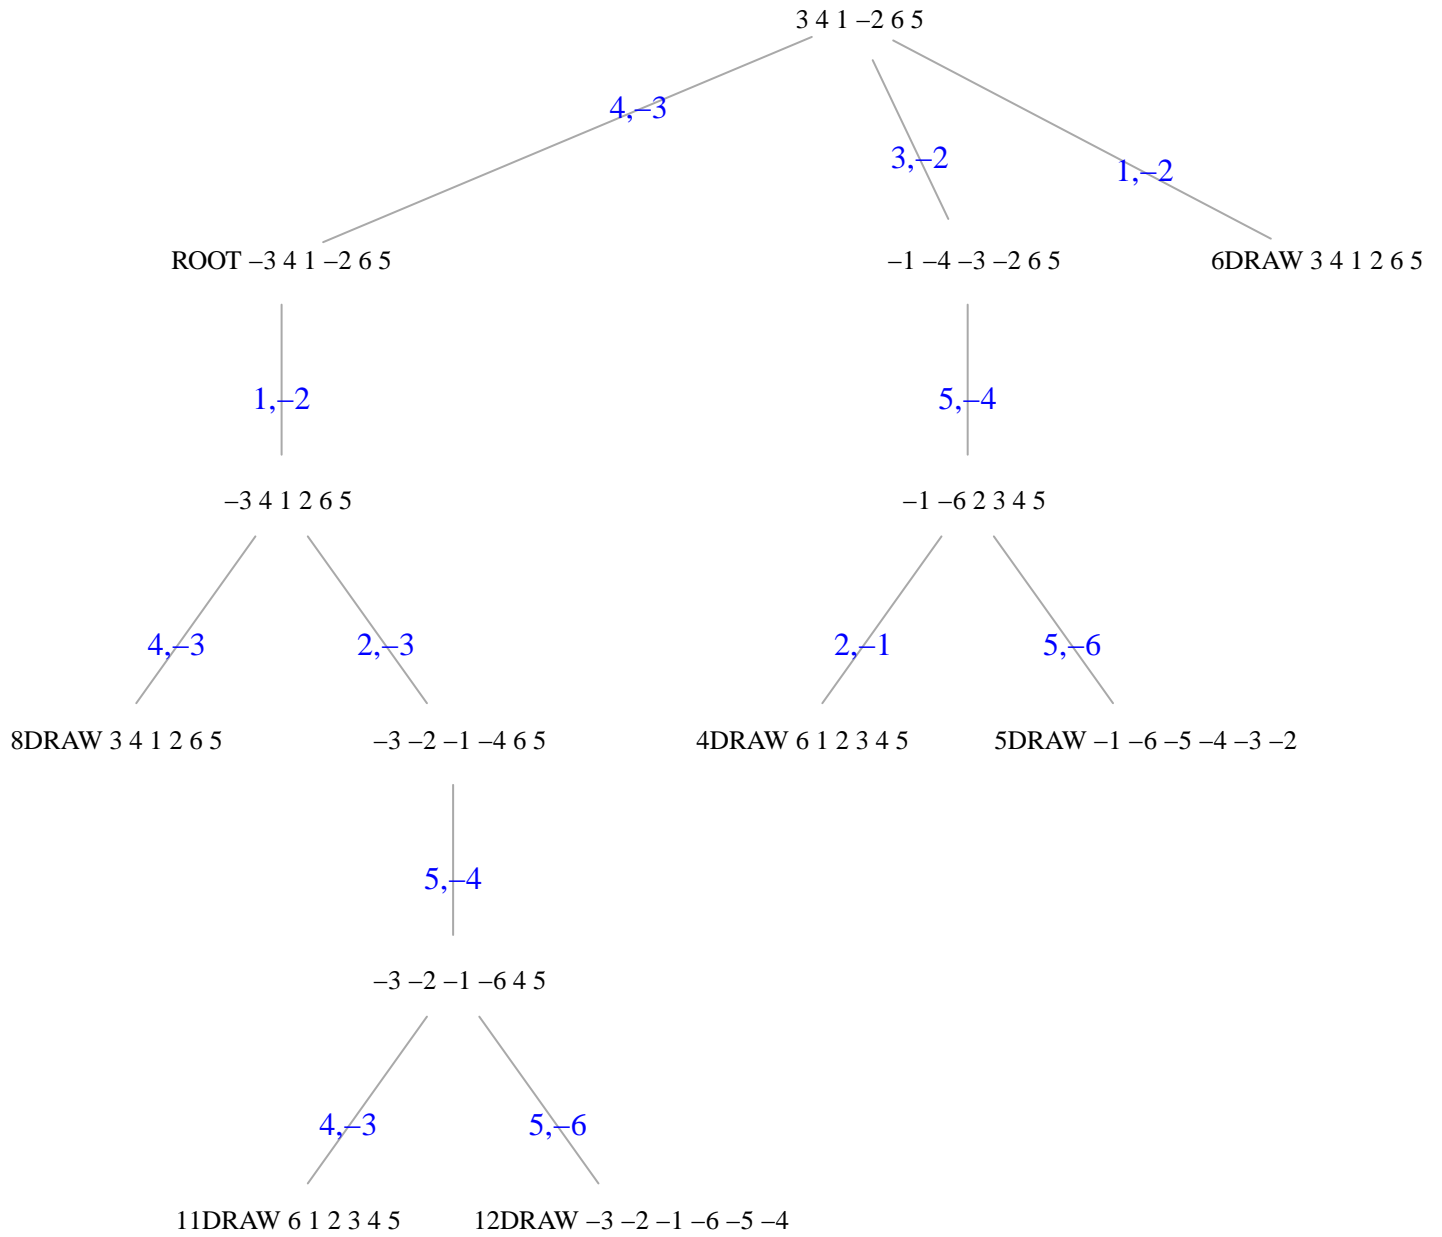 3 4 1 –2 6 5
4,–3
3,–2
1,–2
ROOT –3 4 1 –2 6 5
–1 –4 –3 –2 6 5
6DRAW 3 4 1 2 6 5
1,–2
5,–4
–3 4 1 2 6 5
–1 –6 2 3 4 5
4,–3
2,–3
2,–1
5,–6
8DRAW 3 4 1 2 6 5
–3 –2 –1 –4 6 5
4DRAW 6 1 2 3 4 5
5DRAW –1 –6 –5 –4 –3 –2
5,–4
–3 –2 –1 –6 4 5
4,–3
5,–6
11DRAW 6 1 2 3 4 5
12DRAW –3 –2 –1 –6 –5 –4